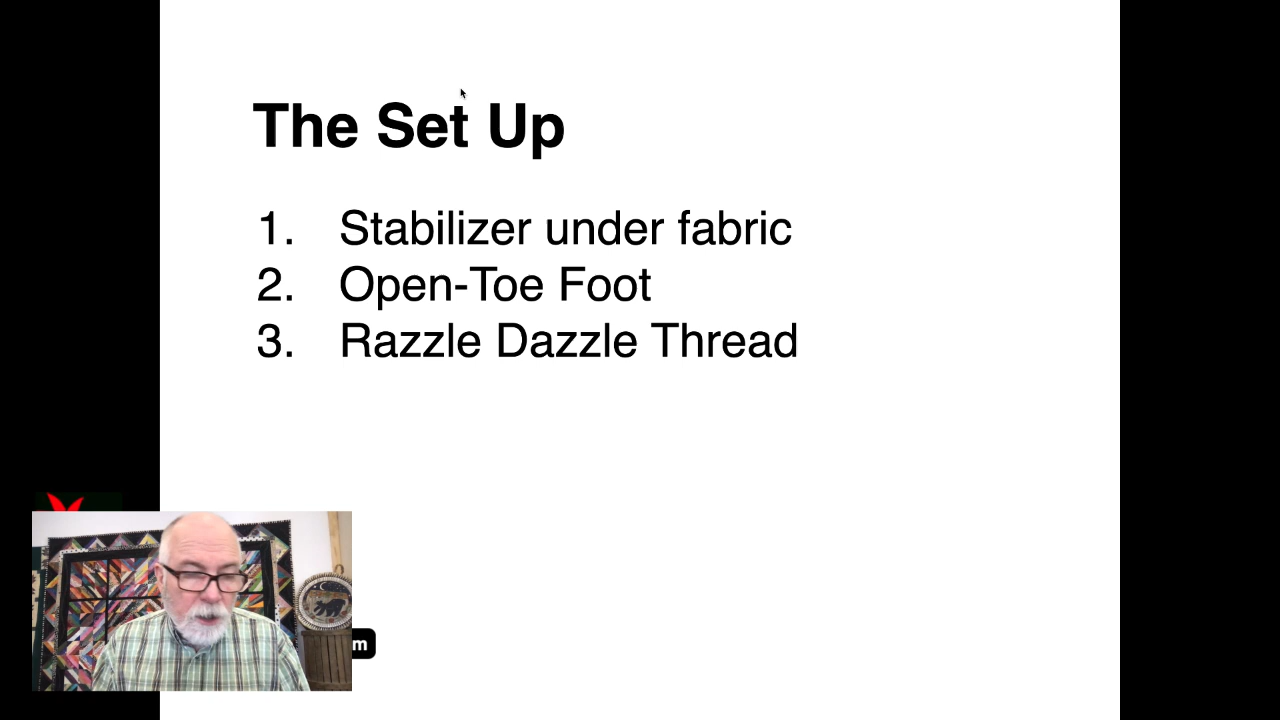 The Set Up
1. Stabilizer under fabric
2. Open-Toe Foot
3. Razzle Dazzle Thread
m